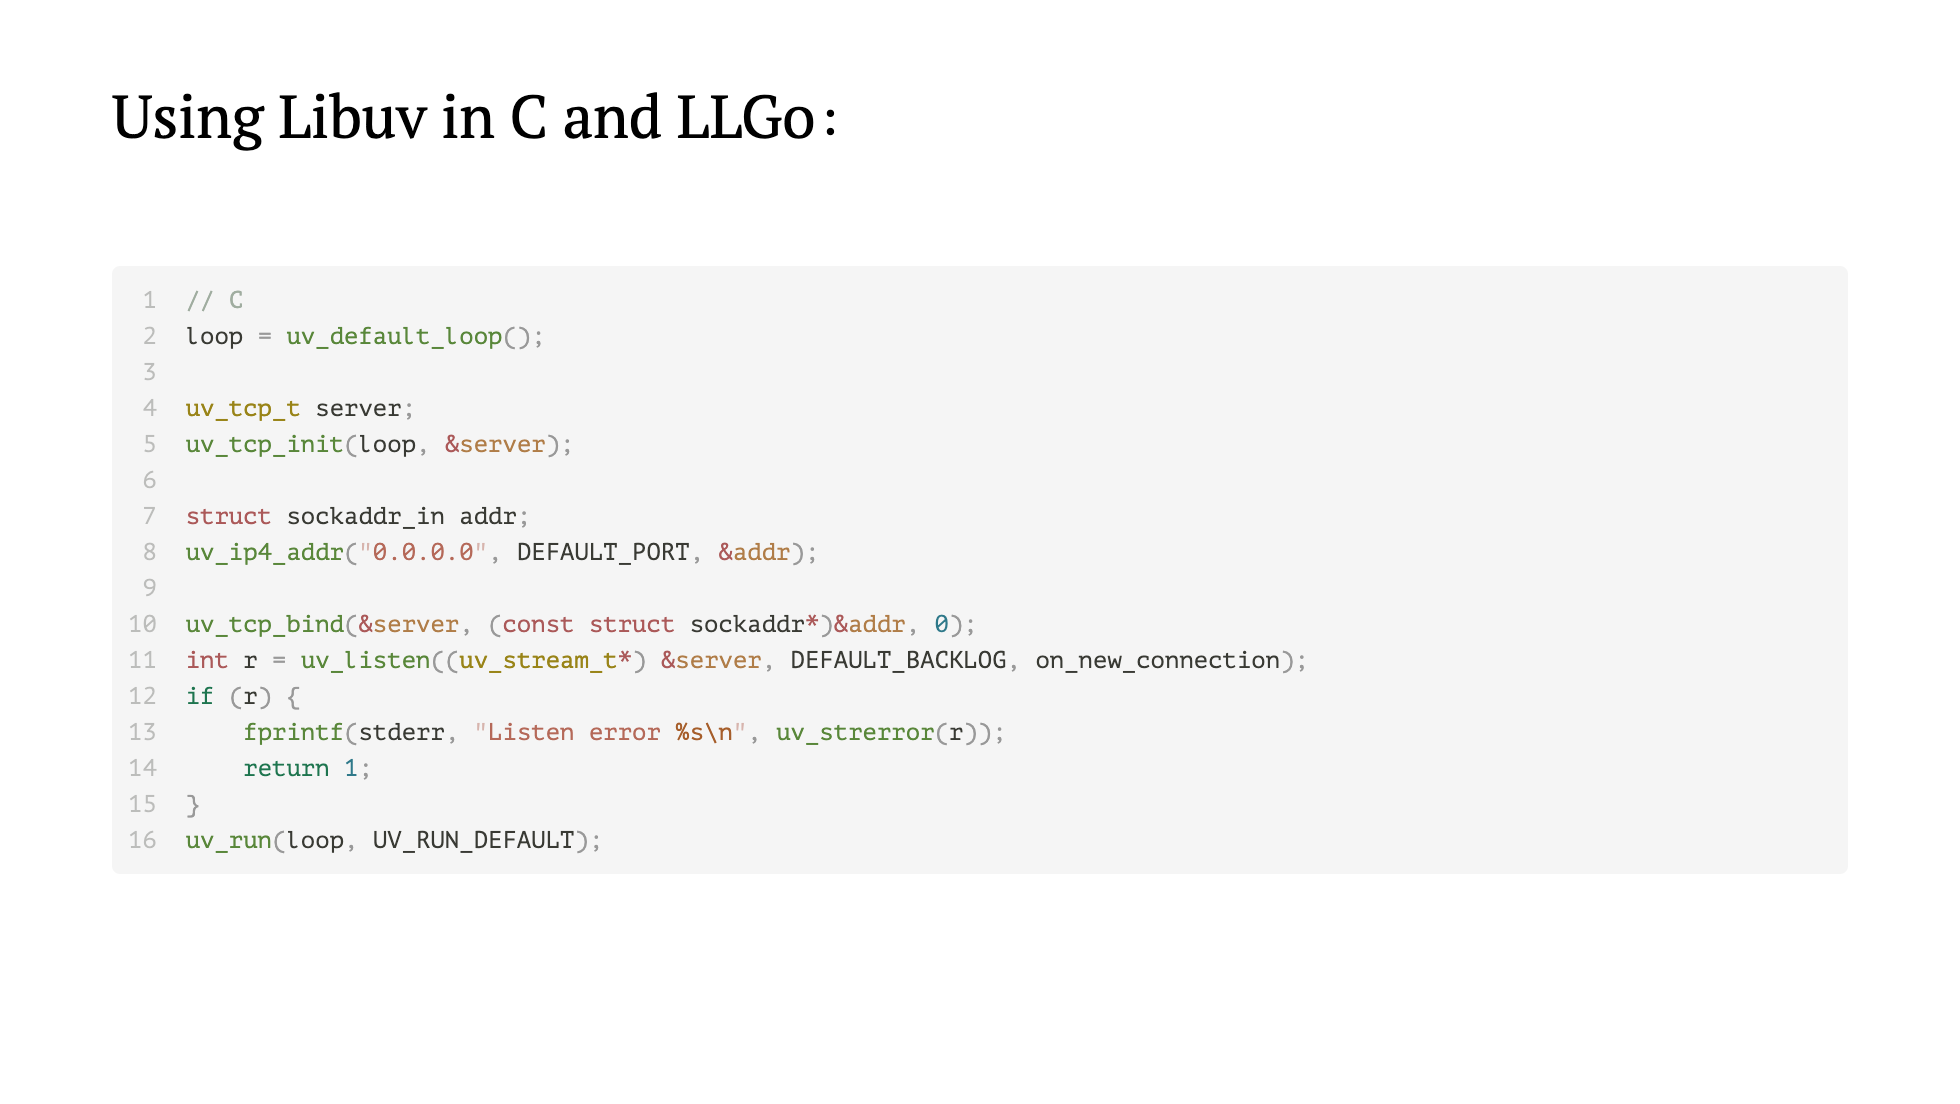 Using Libuv in C and LLGo:
1 // C
2 loop = uv_default_loop();
3
4 uv_tcp_t server;
5 uv_tcp_init(loop, &server);
6
7 struct sockaddr_in addr;
8 uv_ip4_addr("0.0.0.0", DEFAULT_PORT, &addr);
9
10 uv_tcp_bind(&server, (const struct sockaddr*)&addr, 0);
11 int r = uv_listen((uv_stream_t*) &server, DEFAULT_BACKLOG, on_new_connection);
12 if (r) {
13     fprintf(stderr, "Listen error %s\n", uv_strerror(r));
14     return 1;
15 }
16 uv_run(loop, UV_RUN_DEFAULT);